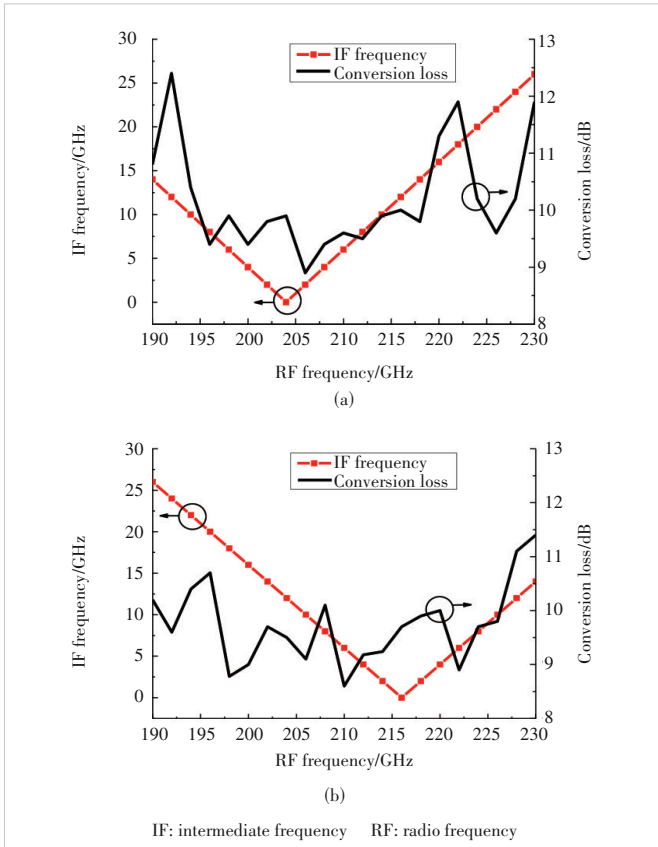 30
25
20
15
10
5
0
IF frequency/GHz
IF frequency
Conversion loss
13
12
11
10
9
8
Conversion loss/dB
190 195 200 205 210 215 220 225 230
RF frequency/GHz
(a)
30
25
20
15
10
5
0
IF frequency/GHz
IF frequency
Conversion loss
13
12
11
10
9
8
Conversion loss/dB
190 195 200 205 210 215 220 225 230
RF frequency/GHz
(b)
IF: intermediate frequency RF: radio frequency